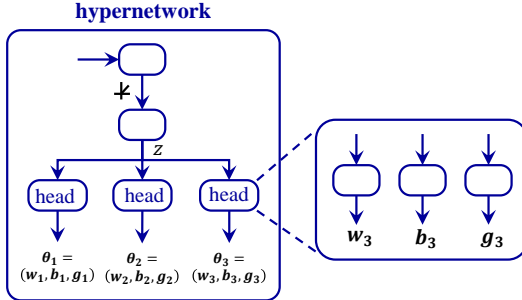 hypernetwork
z
head head head
θ₁ = θ₂ = θ₃ =
(w₁, b₁, g₁) (w₂, b₂, g₂) (w₃, b₃, g₃)
w₃ b₃ g₃